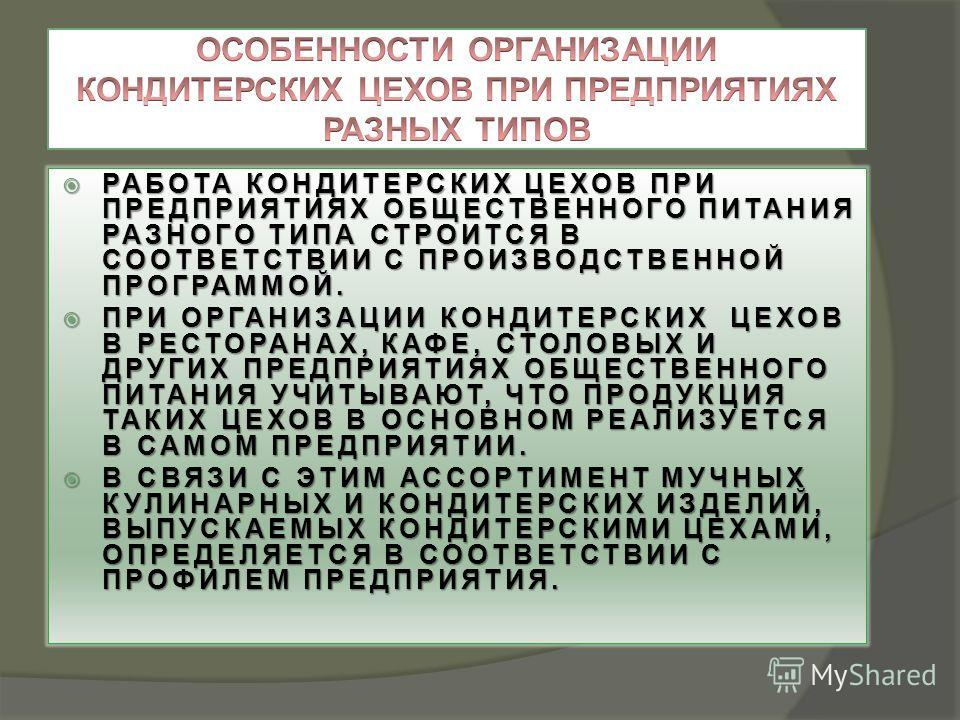 ОСОБЕННОСТИ ОРГАНИЗАЦИИ
КОНДИТЕРСКИХ ЦЕХОВ ПРИ ПРЕДПРИЯТИЯХ
РАЗНЫХ ТИПОВ
РАБОТА КОНДИТЕРСКИХ ЦЕХОВ ПРИ
ПРЕДПРИЯТИЯХ ОБЩЕСТВЕННОГО ПИТАНИЯ
РАЗНОГО ТИПА СТРОИТСЯ В
СООТВЕТСТВИИ С ПРОИЗВОДСТВЕННОЙ
ПРОГРАММОЙ.
ПРИ ОРГАНИЗАЦИИ КОНДИТЕРСКИХ ЦЕХОВ
В РЕСТОРАНАХ, КАФЕ, СТОЛОВЫХ И
ДРУГИХ ПРЕДПРИЯТИЯХ ОБЩЕСТВЕННОГО
ПИТАНИЯ УЧИТЫВАЮТ, ЧТО ПРОДУКЦИЯ
ТАКИХ ЦЕХОВ В ОСНОВНОМ РЕАЛИЗУЕТСЯ
В САМОМ ПРЕДПРИЯТИИ.
В СВЯЗИ С ЭТИМ АССОРТИМЕНТ МУЧНЫХ
КУЛИНАРНЫХ И КОНДИТЕРСКИХ ИЗДЕЛИЙ,
ВЫПУСКАЕМЫХ КОНДИТЕРСКИМИ ЦЕХАМИ,
ОПРЕДЕЛЯЕТСЯ В СООТВЕТСТВИИ С
ПРОФИЛЕМ ПРЕДПРИЯТИЯ.
MyShared